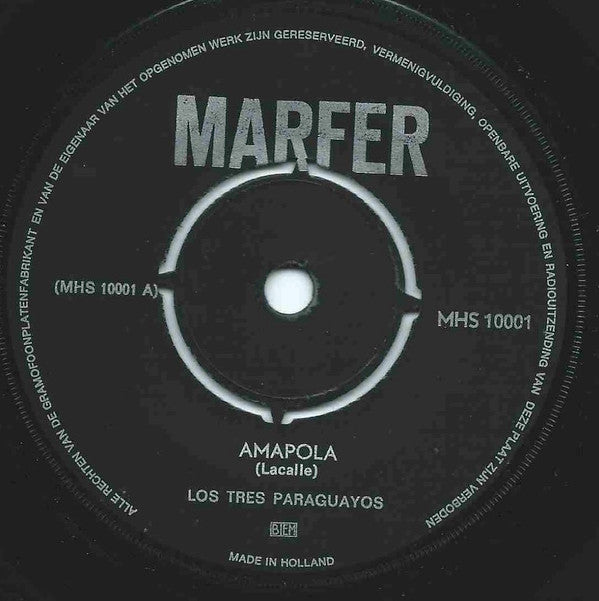 ALLE RECHTEN VAN DE GRAMOFOONPLATENFABRIKANT EN VAN DE EIGENAAR VAN HET OPGENOMEN WERK ZIJN GERESERVEERD, VERMENIGVULDIGING, OPENBARE UITVOERING EN RADIOUITZENDING VAN DEZE PLAAT ZIJN VERBODEN
MARFER
(MHS 10001 A)
MHS 10001
AMAPOLA
(Lacalle)
LOS TRES PARAGUAYOS
BIEM
MADE IN HOLLAND